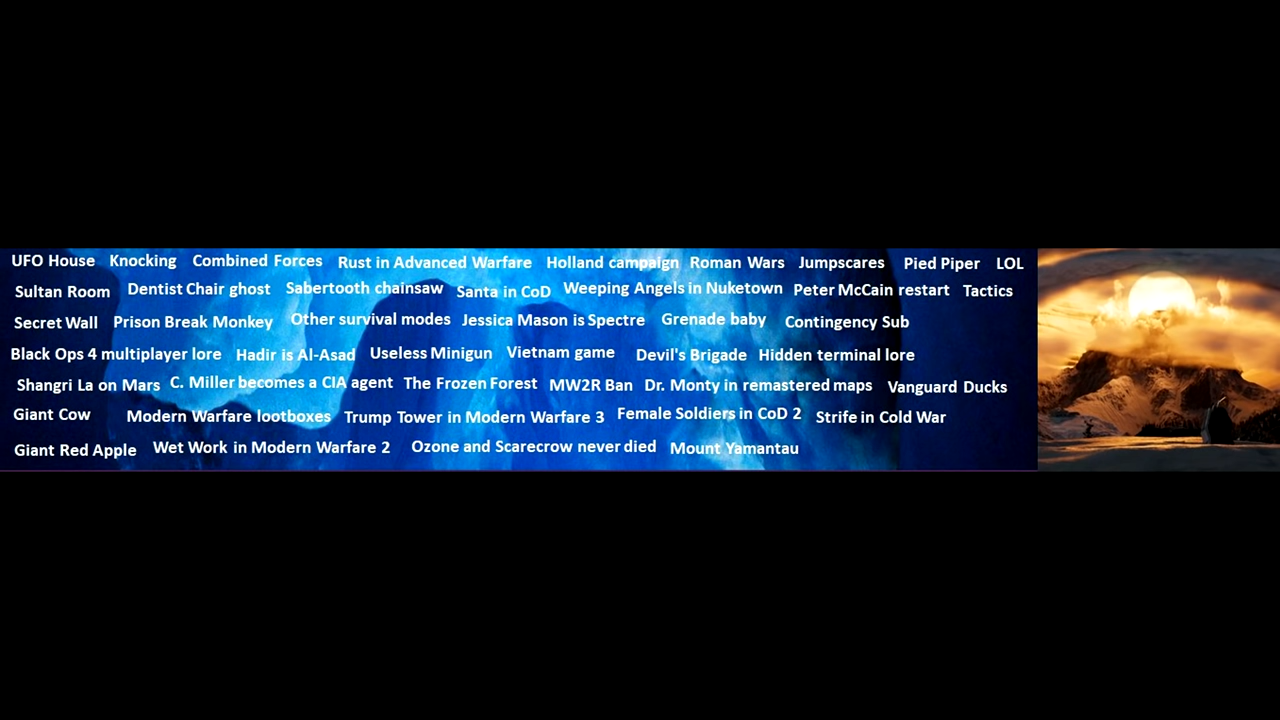 UFO House Knocking Combined Forces Rust in Advanced Warfare Holland campaign Roman Wars Jumpscares Pied Piper LOL
Sultan Room Dentist Chair ghost Sabertooth chainsaw Santa in CoD Weeping Angels in Nuketown Peter McCain restart Tactics
Secret Wall Prison Break Monkey Other survival modes Jessica Mason is Spectre Grenade baby Contingency Sub
Black Ops 4 multiplayer lore Hadir is Al-Asad Useless Minigun Vietnam game Devil's Brigade Hidden terminal lore
Shangri La on Mars C. Miller becomes a CIA agent The Frozen Forest MW2R Ban Dr. Monty in remastered maps Vanguard Ducks
Giant Cow Modern Warfare lootboxes Trump Tower in Modern Warfare 3 Female Soldiers in CoD 2 Strife in Cold War
Giant Red Apple Wet Work in Modern Warfare 2 Ozone and Scarecrow never died Mount Yamantau